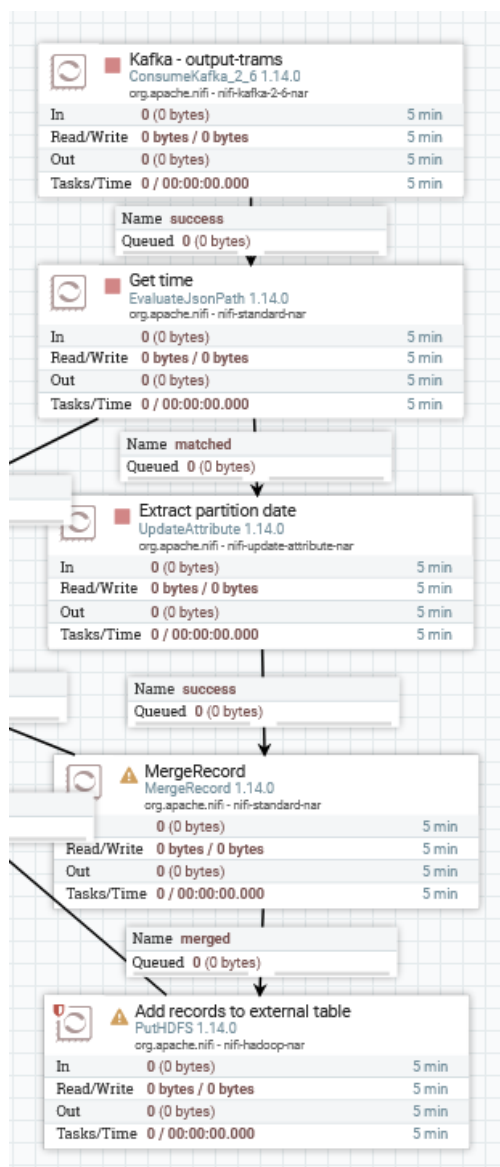 Kafka - output-trams
ConsumeKafka_2_6 1.14.0
org.apache.nifi - nifi-kafka-2-6-nar
In 0 (0 bytes) 5 min
Read/Write 0 bytes / 0 bytes 5 min
Out 0 (0 bytes) 5 min
Tasks/Time 0 / 00:00:00.000 5 min
Name success
Queued 0 (0 bytes)
Get time
EvaluateJsonPath 1.14.0
org.apache.nifi - nifi-standard-nar
In 0 (0 bytes) 5 min
Read/Write 0 bytes / 0 bytes 5 min
Out 0 (0 bytes) 5 min
Tasks/Time 0 / 00:00:00.000 5 min
Name matched
Queued 0 (0 bytes)
Extract partition date
UpdateAttribute 1.14.0
org.apache.nifi - nifi-update-attribute-nar
In 0 (0 bytes) 5 min
Read/Write 0 bytes / 0 bytes 5 min
Out 0 (0 bytes) 5 min
Tasks/Time 0 / 00:00:00.000 5 min
Name success
Queued 0 (0 bytes)
MergeRecord
MergeRecord 1.14.0
org.apache.nifi - nifi-standard-nar
0 (0 bytes) 5 min
Read/Write 0 bytes / 0 bytes 5 min
Out 0 (0 bytes) 5 min
Tasks/Time 0 / 00:00:00.000 5 min
Name merged
Queued 0 (0 bytes)
Add records to external table
PutHDFS 1.14.0
org.apache.nifi - nifi-hadoop-nar
In 0 (0 bytes) 5 min
Read/Write 0 bytes / 0 bytes 5 min
Out 0 (0 bytes) 5 min
Tasks/Time 0 / 00:00:00.000 5 min